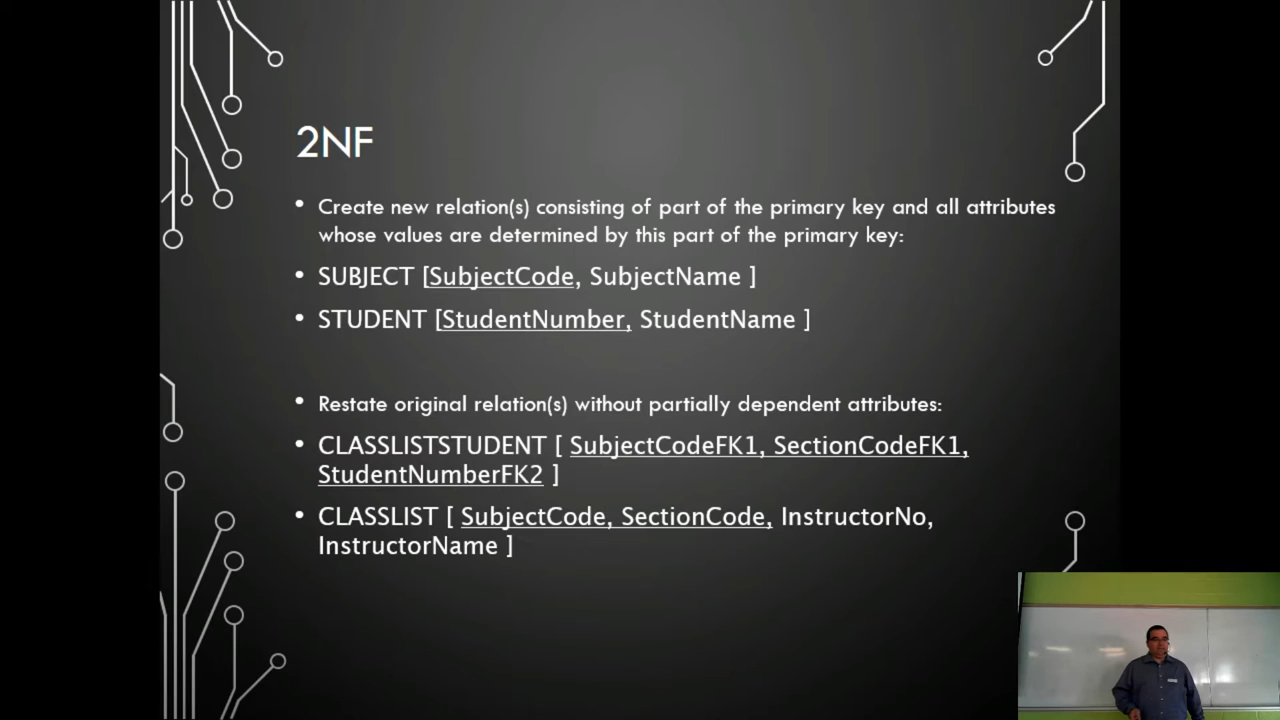 2NF
• Create new relation(s) consisting of part of the primary key and all attributes
whose values are determined by this part of the primary key:
• SUBJECT [SubjectCode, SubjectName ]
• STUDENT [StudentNumber, StudentName ]
• Restate original relation(s) without partially dependent attributes:
• CLASSLISTSTUDENT [ SubjectCodeFK1, SectionCodeFK1,
StudentNumberFK2 ]
• CLASSLIST [ SubjectCode, SectionCode, InstructorNo,
InstructorName ]